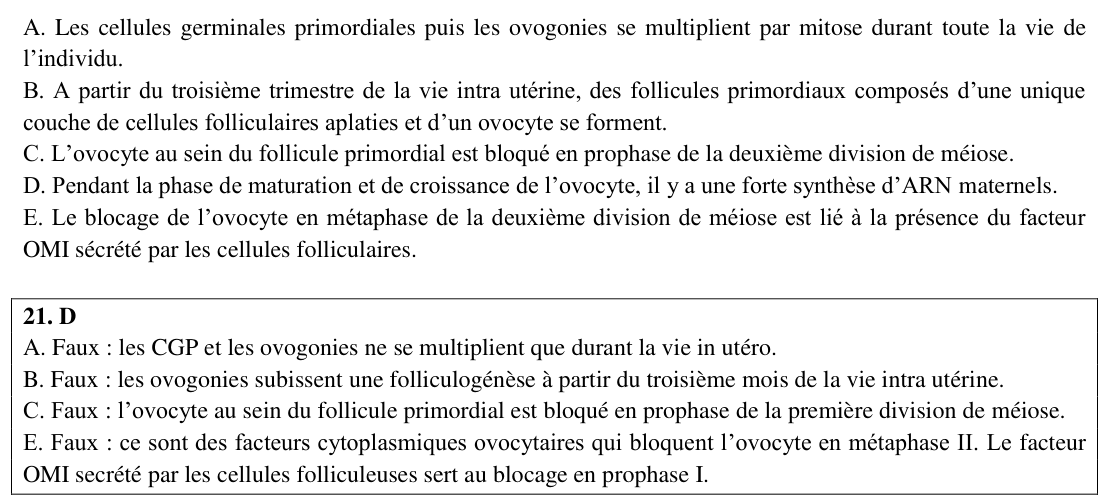 A. Les cellules germinales primordiales puis les ovogonies se multiplient par mitose durant toute la vie de
l'individu.
B. A partir du troisième trimestre de la vie intra utérine, des follicules primordiaux composés d'une unique
couche de cellules folliculaires aplaties et d'un ovocyte se forment.
C. L'ovocyte au sein du follicule primordial est bloqué en prophase de la deuxième division de méiose.
D. Pendant la phase de maturation et de croissance de l'ovocyte, il y a une forte synthèse d'ARN maternels.
E. Le blocage de l'ovocyte en métaphase de la deuxième division de méiose est lié à la présence du facteur
OMI sécrété par les cellules folliculaires.
21. D
A. Faux : les CGP et les ovogonies ne se multiplient que durant la vie in utéro.
B. Faux : les ovogonies subissent une folliculogénèse à partir du troisième mois de la vie intra utérine.
C. Faux : l'ovocyte au sein du follicule primordial est bloqué en prophase de la première division de méiose.
E. Faux : ce sont des facteurs cytoplasmiques ovocytaires qui bloquent l'ovocyte en métaphase II. Le facteur
OMI secrété par les cellules folliculeuses sert au blocage en prophase I.